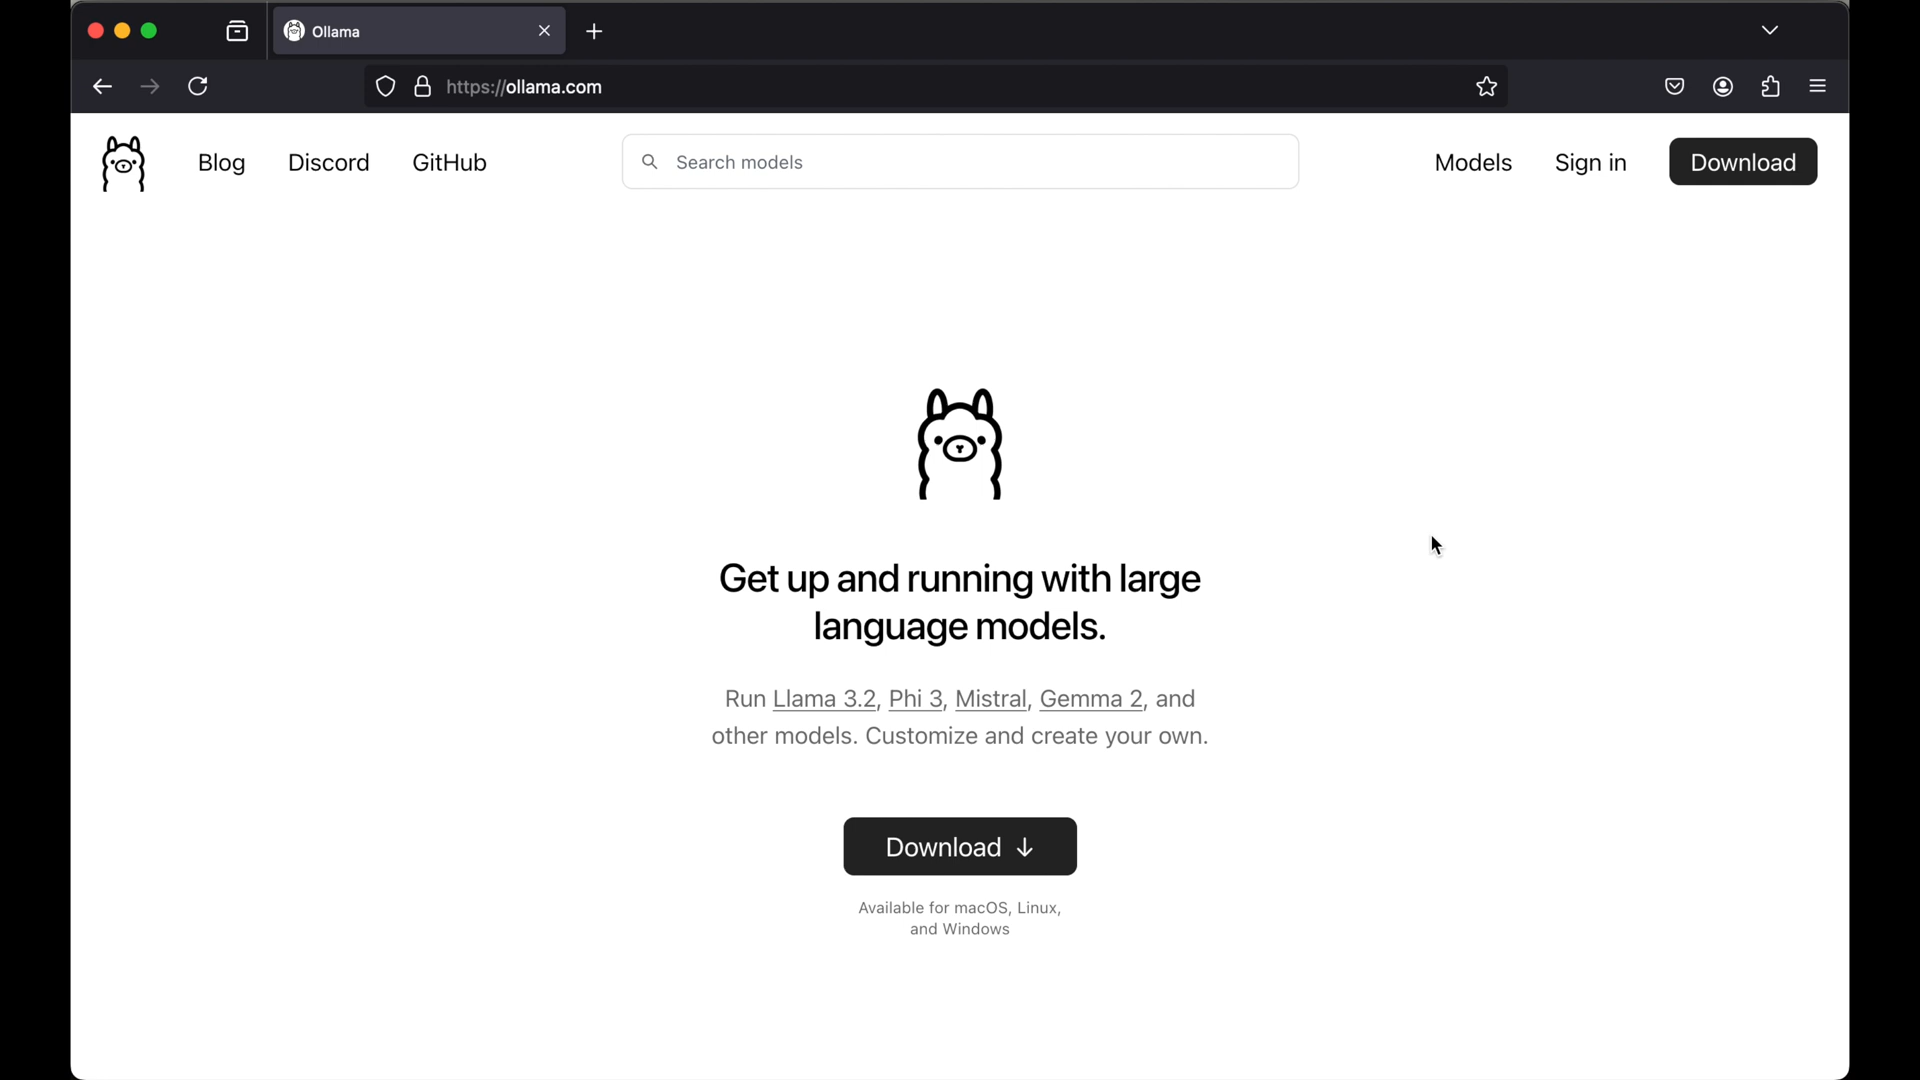 Ollama
https://ollama.com
Blog
Discord
GitHub
Search models
Models
Sign in
Download
Get up and running with large
language models.
Run Llama 3.2, Phi 3, Mistral, Gemma 2, and
other models. Customize and create your own.
Download ↓
Available for macOS, Linux,
and Windows